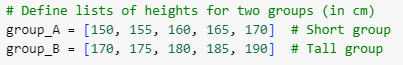 # Define lists of heights for two groups (in cm)
group_A = [150, 155, 160, 165, 170]  # Short group
group_B = [170, 175, 180, 185, 190]  # Tall group